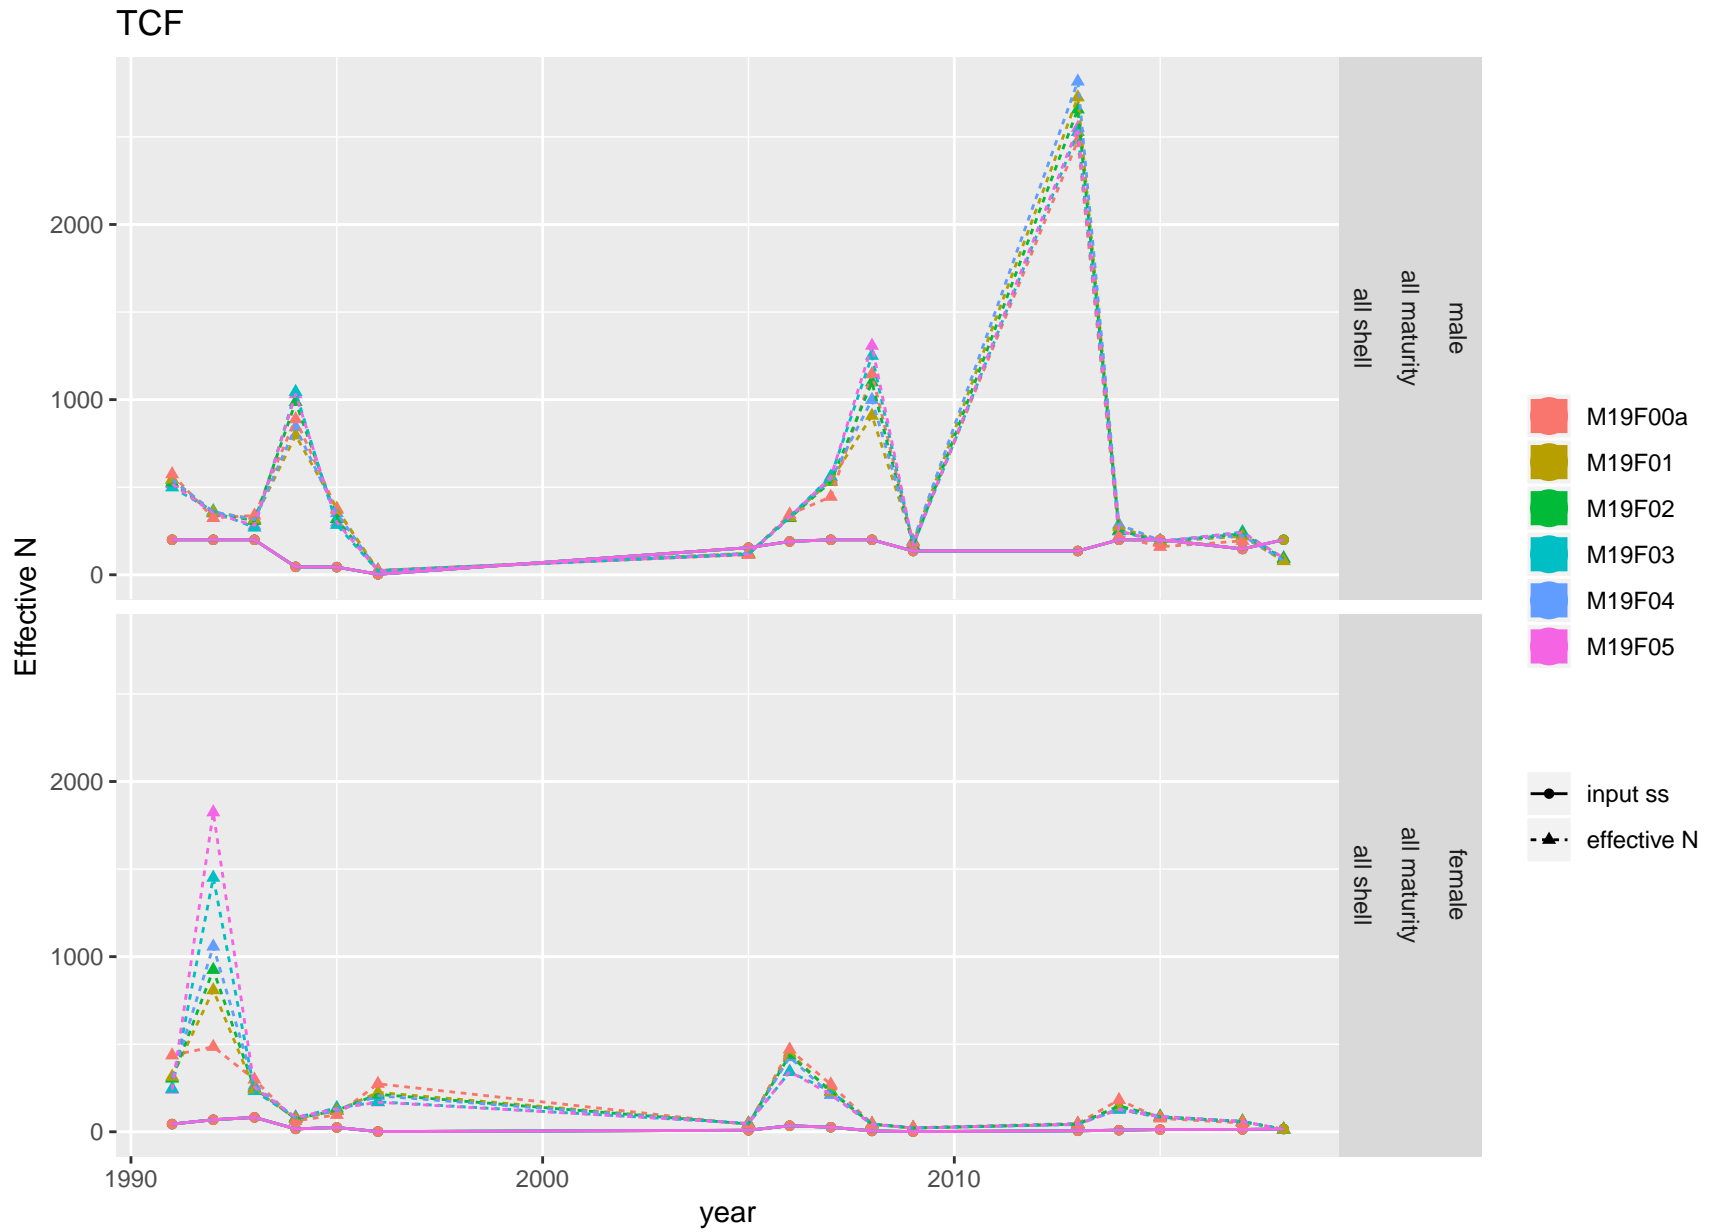 TCF
Effective N
2000
1000
0
all shell
all maturity
male
2000
1000
0
all shell
all maturity
female
1990
2000
2010
year
M19F00a
M19F01
M19F02
M19F03
M19F04
M19F05
input ss
effective N